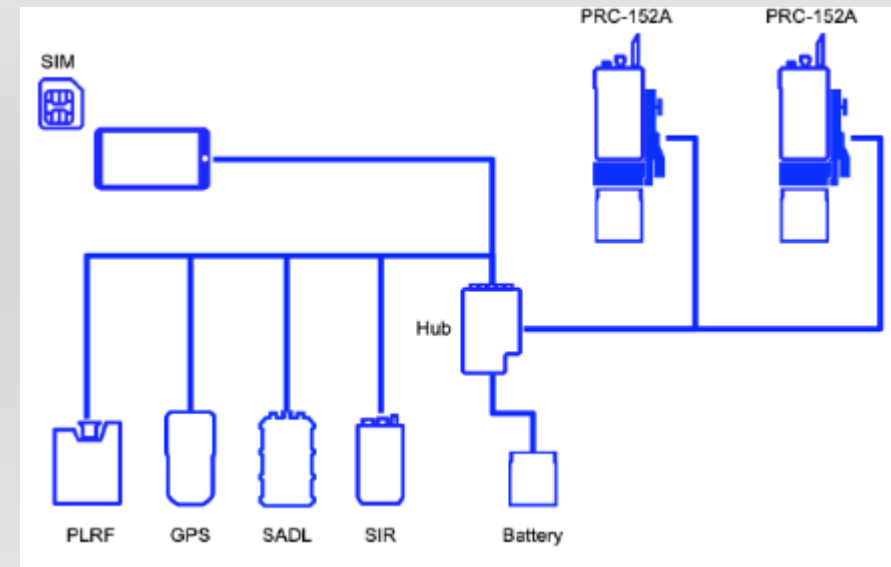 PRC-152A
PRC-152A
SIM
Hub
PLRF
GPS
SADL
SIR
Battery